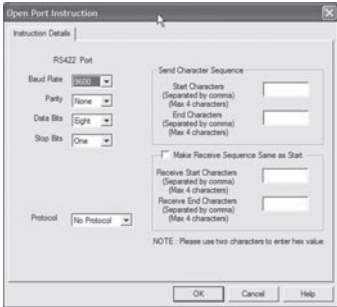 Open Port Instruction
Instruction Details
RS422 Port
Baud Rate 9600
Parity None
Data Bits Eight
Stop Bits One
Protocol No Protocol
Send Character Sequence
Start Characters
(Separated by comma)
(Max 4 characters)
End Characters
(Separated by comma)
(Max 4 characters)
Make Receive Sequence Same as Start
Receive Start Characters
(Separated by comma)
(Max 4 characters)
Receive End Characters
(Separated by comma)
(Max 4 characters)
NOTE : Please use two characters to enter hex value
OK
Cancel
Help